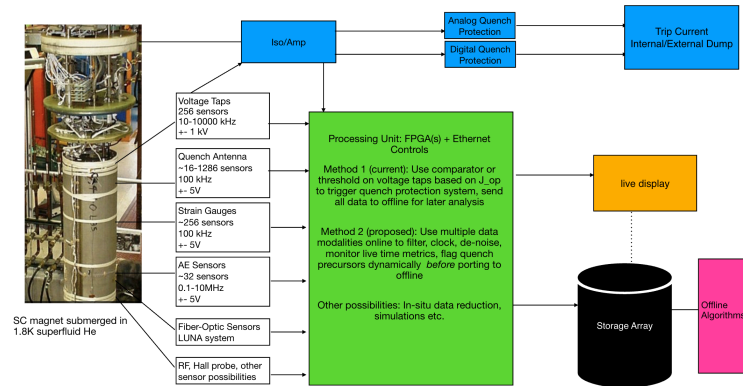 Iso/Amp
Analog Quench
Protection
Digital Quench
Protection
Trip Current
Internal/External Dump
Voltage Taps
256 sensors
10-10000 kHz
+- 1 kV
Quench Antenna
~16-1286 sensors
100 kHz
+- 5V
Strain Gauges
~256 sensors
100 kHz
+- 5V
AE Sensors
~32 sensors
0.1-10MHz
+- 5V
Fiber-Optic Sensors
LUNA system
RF, Hall probe, other
sensor possibilities
SC magnet submerged in
1.8K superfluid He
Processing Unit: FPGA(s) + Ethernet
Controls
Method 1 (current): Use comparator or
threshold on voltage taps based on J_op
to trigger quench protection system, send
all data to offline for later analysis
Method 2 (proposed): Use multiple data
modalities online to filter, clock, de-noise,
monitor live time metrics, flag quench
precursors dynamically before porting to
offline
Other possibilities: In-situ data reduction,
simulations etc.
live display
Storage Array
Offline
Algorithms